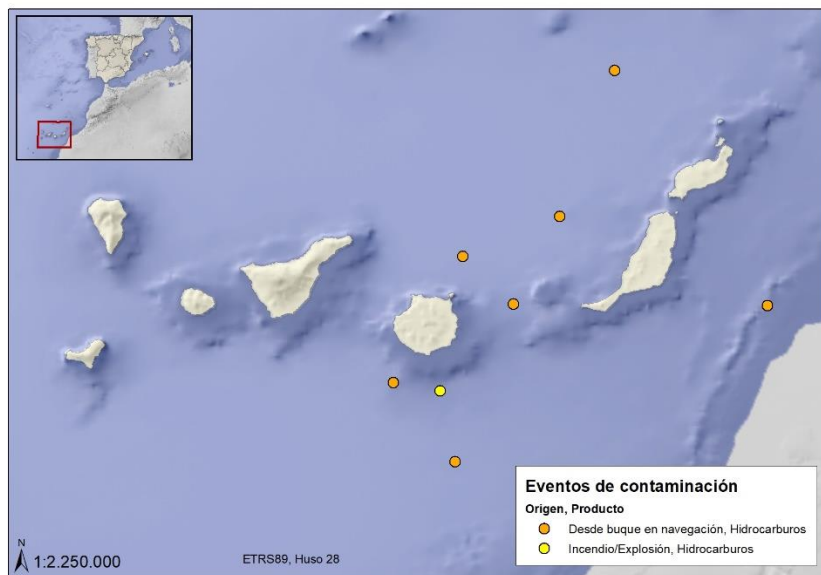 Eventos de contaminación
Origen, Producto
Desde buque en navegación, Hidrocarburos
Incendio/Explosión, Hidrocarburos
N
1:2.250.000
ETRS89, Huso 28